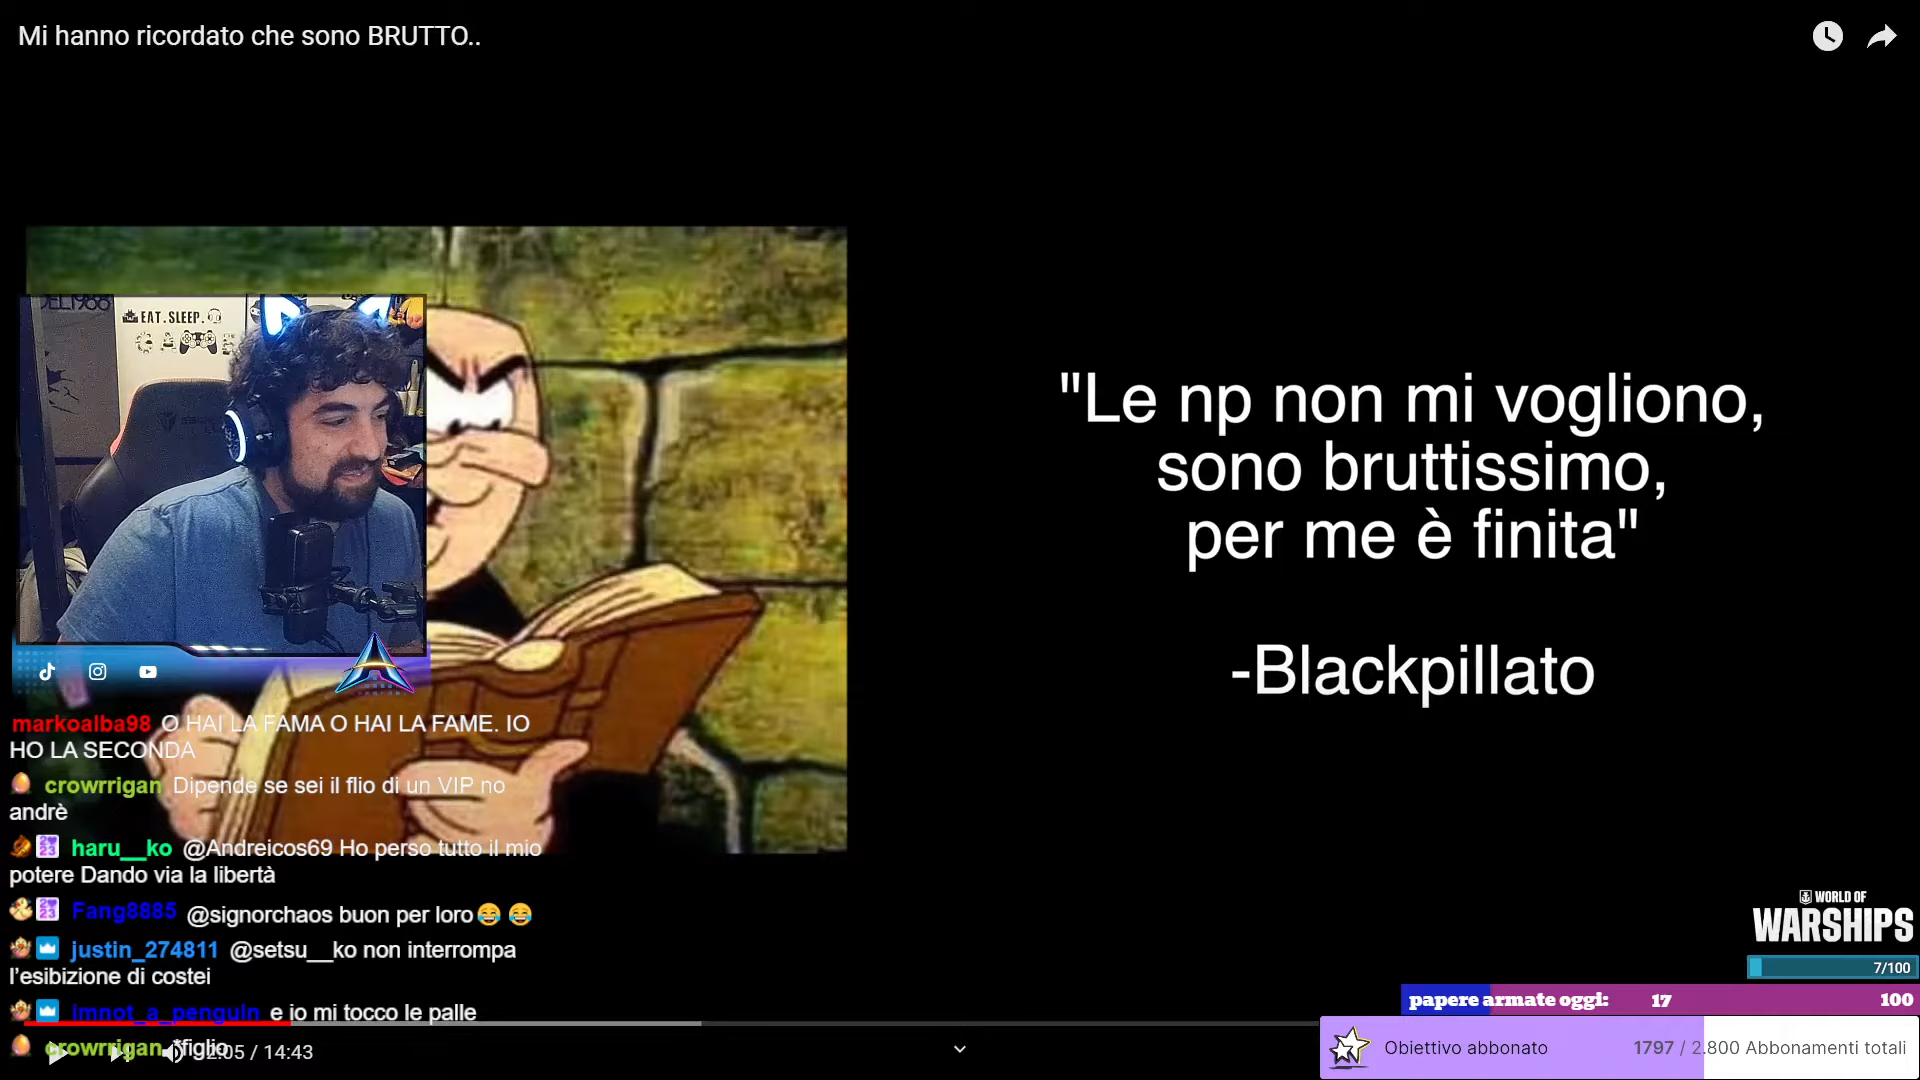 Mi hanno ricordato che sono BRUTTO..
EAT.SLEEP.
"Le np non mi vogliono,
sono bruttissimo,
per me è finita"
-Blackpillato
markoalba98 O HAI LA FAMA O HAI LA FAME. IO
HO LA SECONDA
crowrrigan Dipende se sei il flio di un VIP no
andrè
haru__ko @Andreicos69 Ho perso tutto il mio
potere Dando via la libertà
Fang8885 @signorchaos buon per loro😂 😂
justin_274811 @setsu__ko non interrompa
l'esibizione di costei
imnot_a_penguin e io mi tocco le palle
crowrrigan *figlio
2:05 / 14:43
WORLD OF
WARSHIPS
7/100
papere armate oggi: 17 100
Obiettivo abbonato 1797 / 2.800 Abbonamenti totali